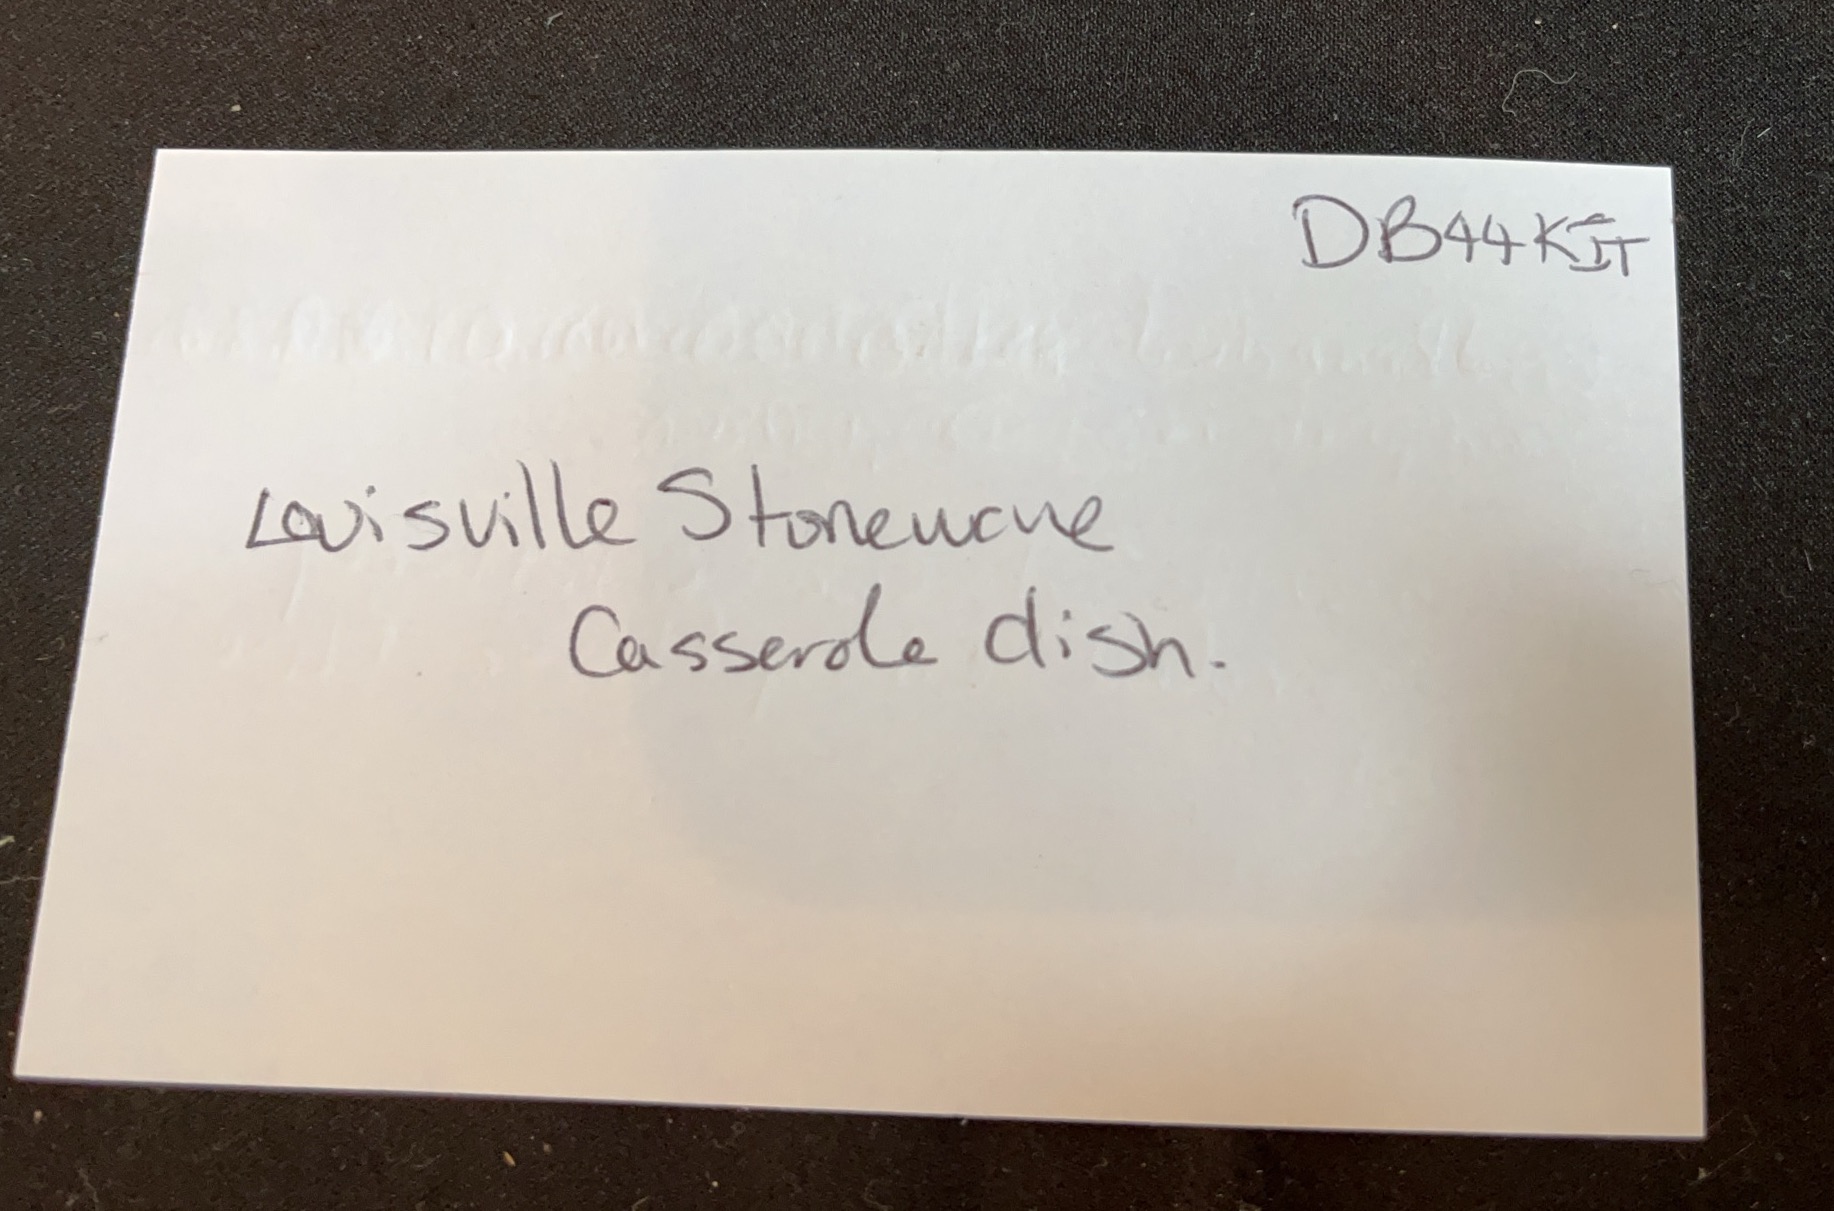 DB44KIT
Louisville Stoneware
Casserole dish.